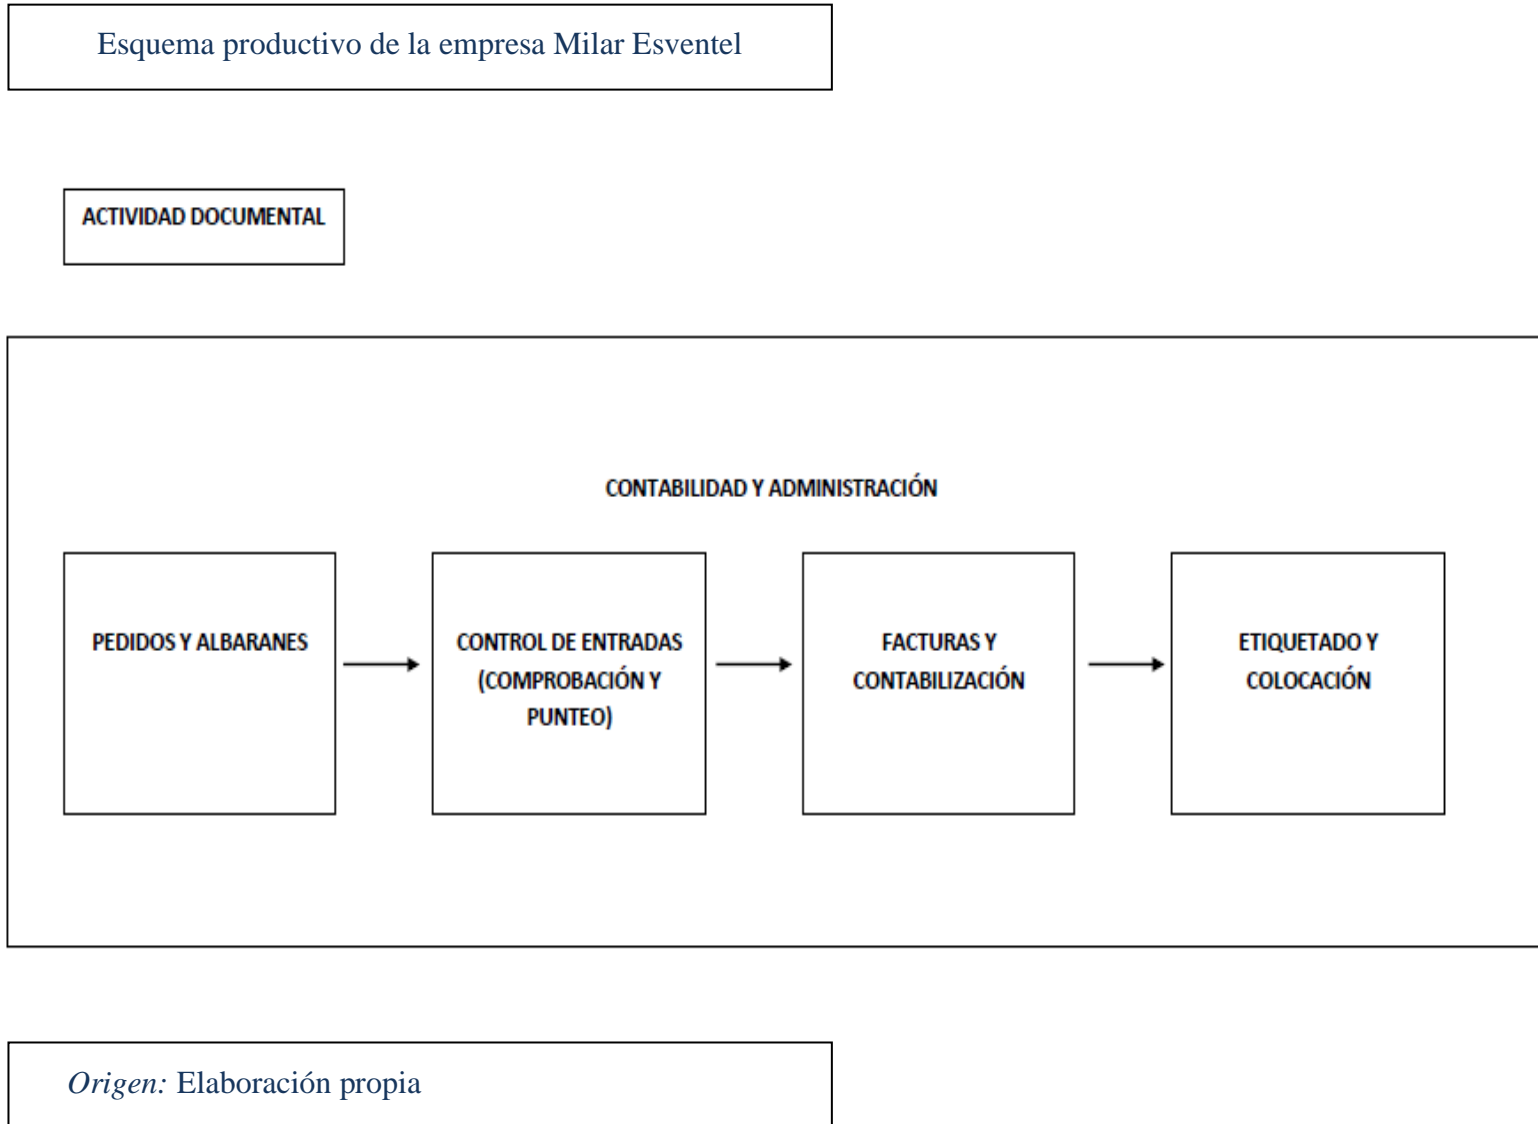 Esquema productivo de la empresa Milar Esventel
ACTIVIDAD DOCUMENTAL
CONTABILIDAD Y ADMINISTRACIÓN
PEDIDOS Y ALBARANES
CONTROL DE ENTRADAS
(COMPROBACIÓN Y
PUNTEO)
FACTURAS Y
CONTABILIZACIÓN
ETIQUETADO Y
COLOCACIÓN
Origen: Elaboración propia